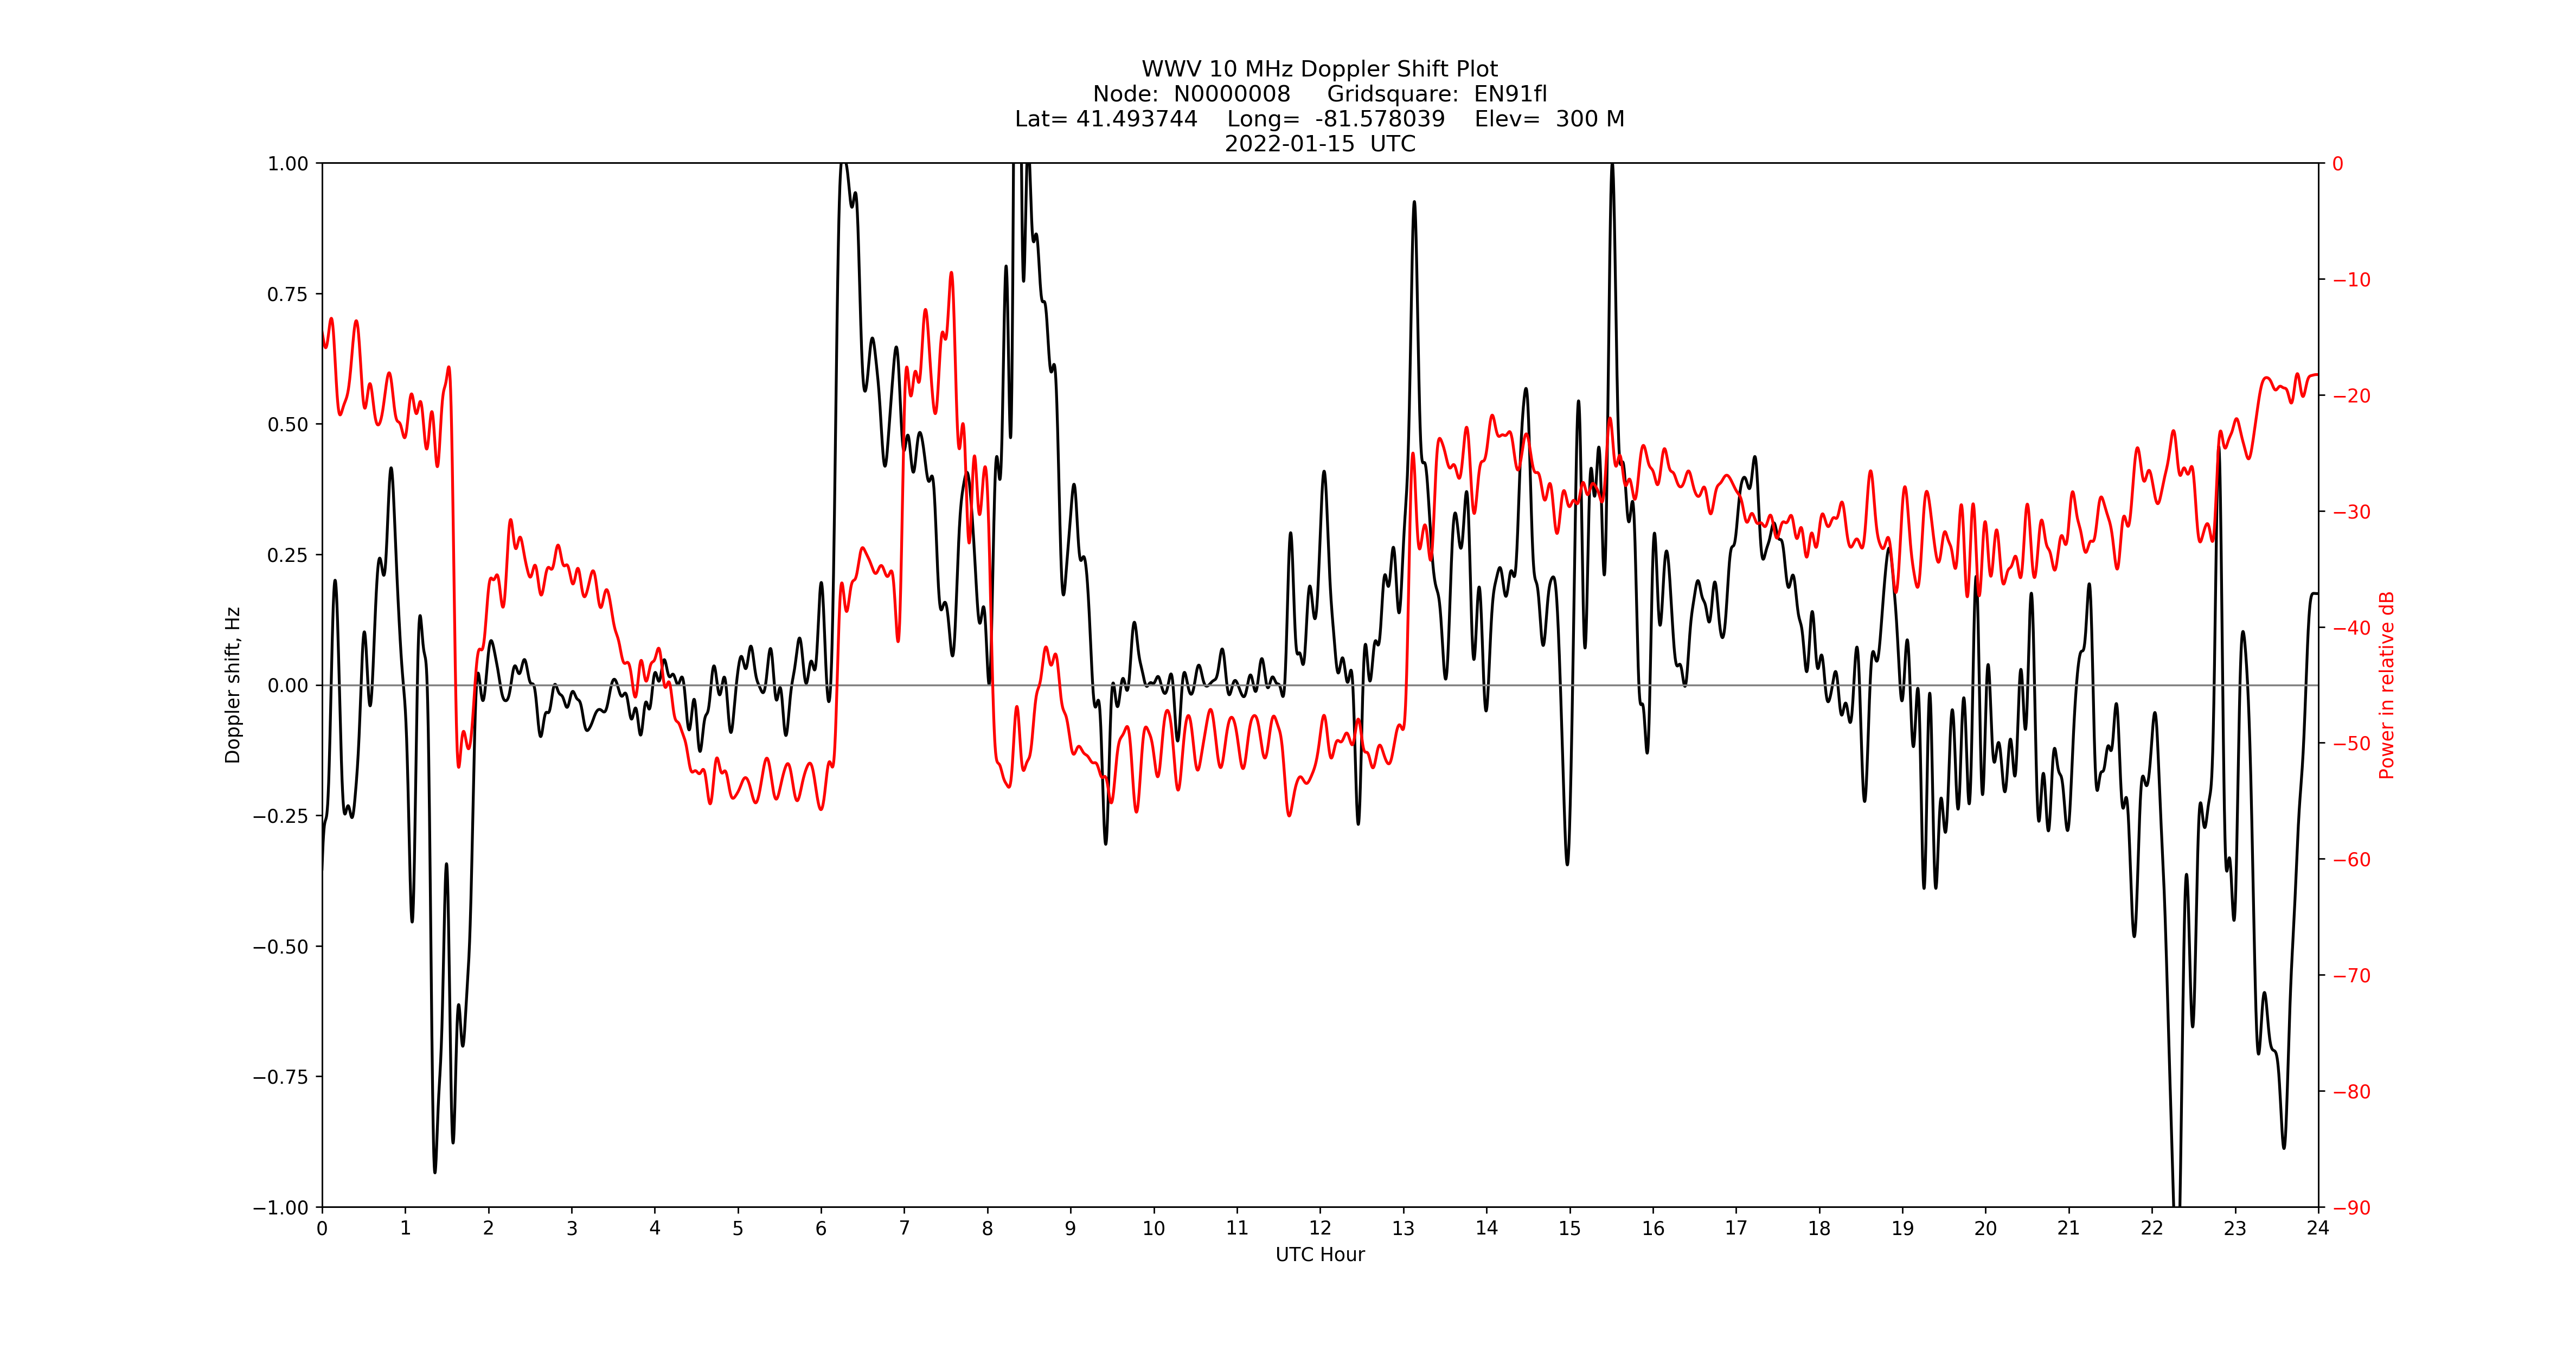 WWV 10 MHz Doppler Shift Plot
Node:  N0000008     Gridsquare:  EN91fl
Lat= 41.493744    Long=  -81.578039    Elev=  300 M
2022-01-15  UTC
1.00
0.75
0.50
0.25
0.00
−0.25
−0.50
−0.75
−1.00
Doppler shift, Hz
0
−10
−20
−30
−40
−50
−60
−70
−80
−90
Power in relative dB
0 1 2 3 4 5 6 7 8 9 10 11 12 13 14 15 16 17 18 19 20 21 22 23 24
UTC Hour